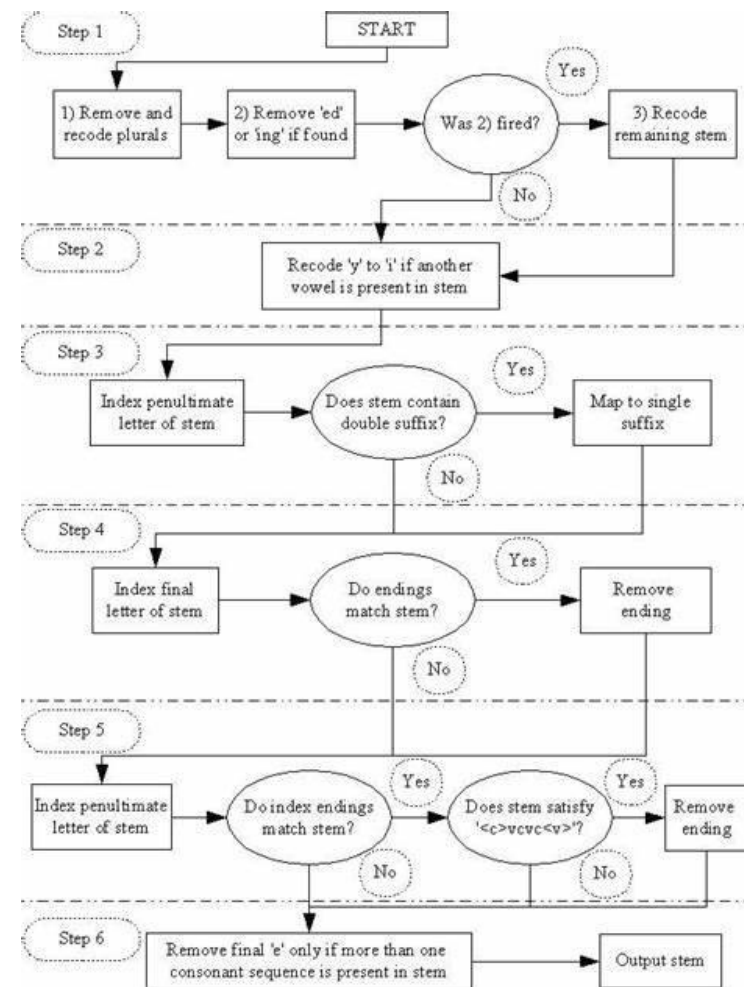 Step 1
START
1) Remove and
recode plurals
2) Remove 'ed'
or 'ing' if found
Was 2) fired?
Yes
3) Recode
remaining stem
No
Step 2
Recode 'y' to 'i' if another
vowel is present in stem
Step 3
Index penultimate
letter of stem
Does stem contain
double suffix?
Yes
Map to single
suffix
No
Step 4
Index final
letter of stem
Do endings
match stem?
Yes
Remove
ending
No
Step 5
Index penultimate
letter of stem
Do index endings
match stem?
Yes
Does stem satisfy
'<c>vcvc<v>'?
Yes
Remove
ending
No
No
Step 6
Remove final 'e' only if more than one
consonant sequence is present in stem
Output stem